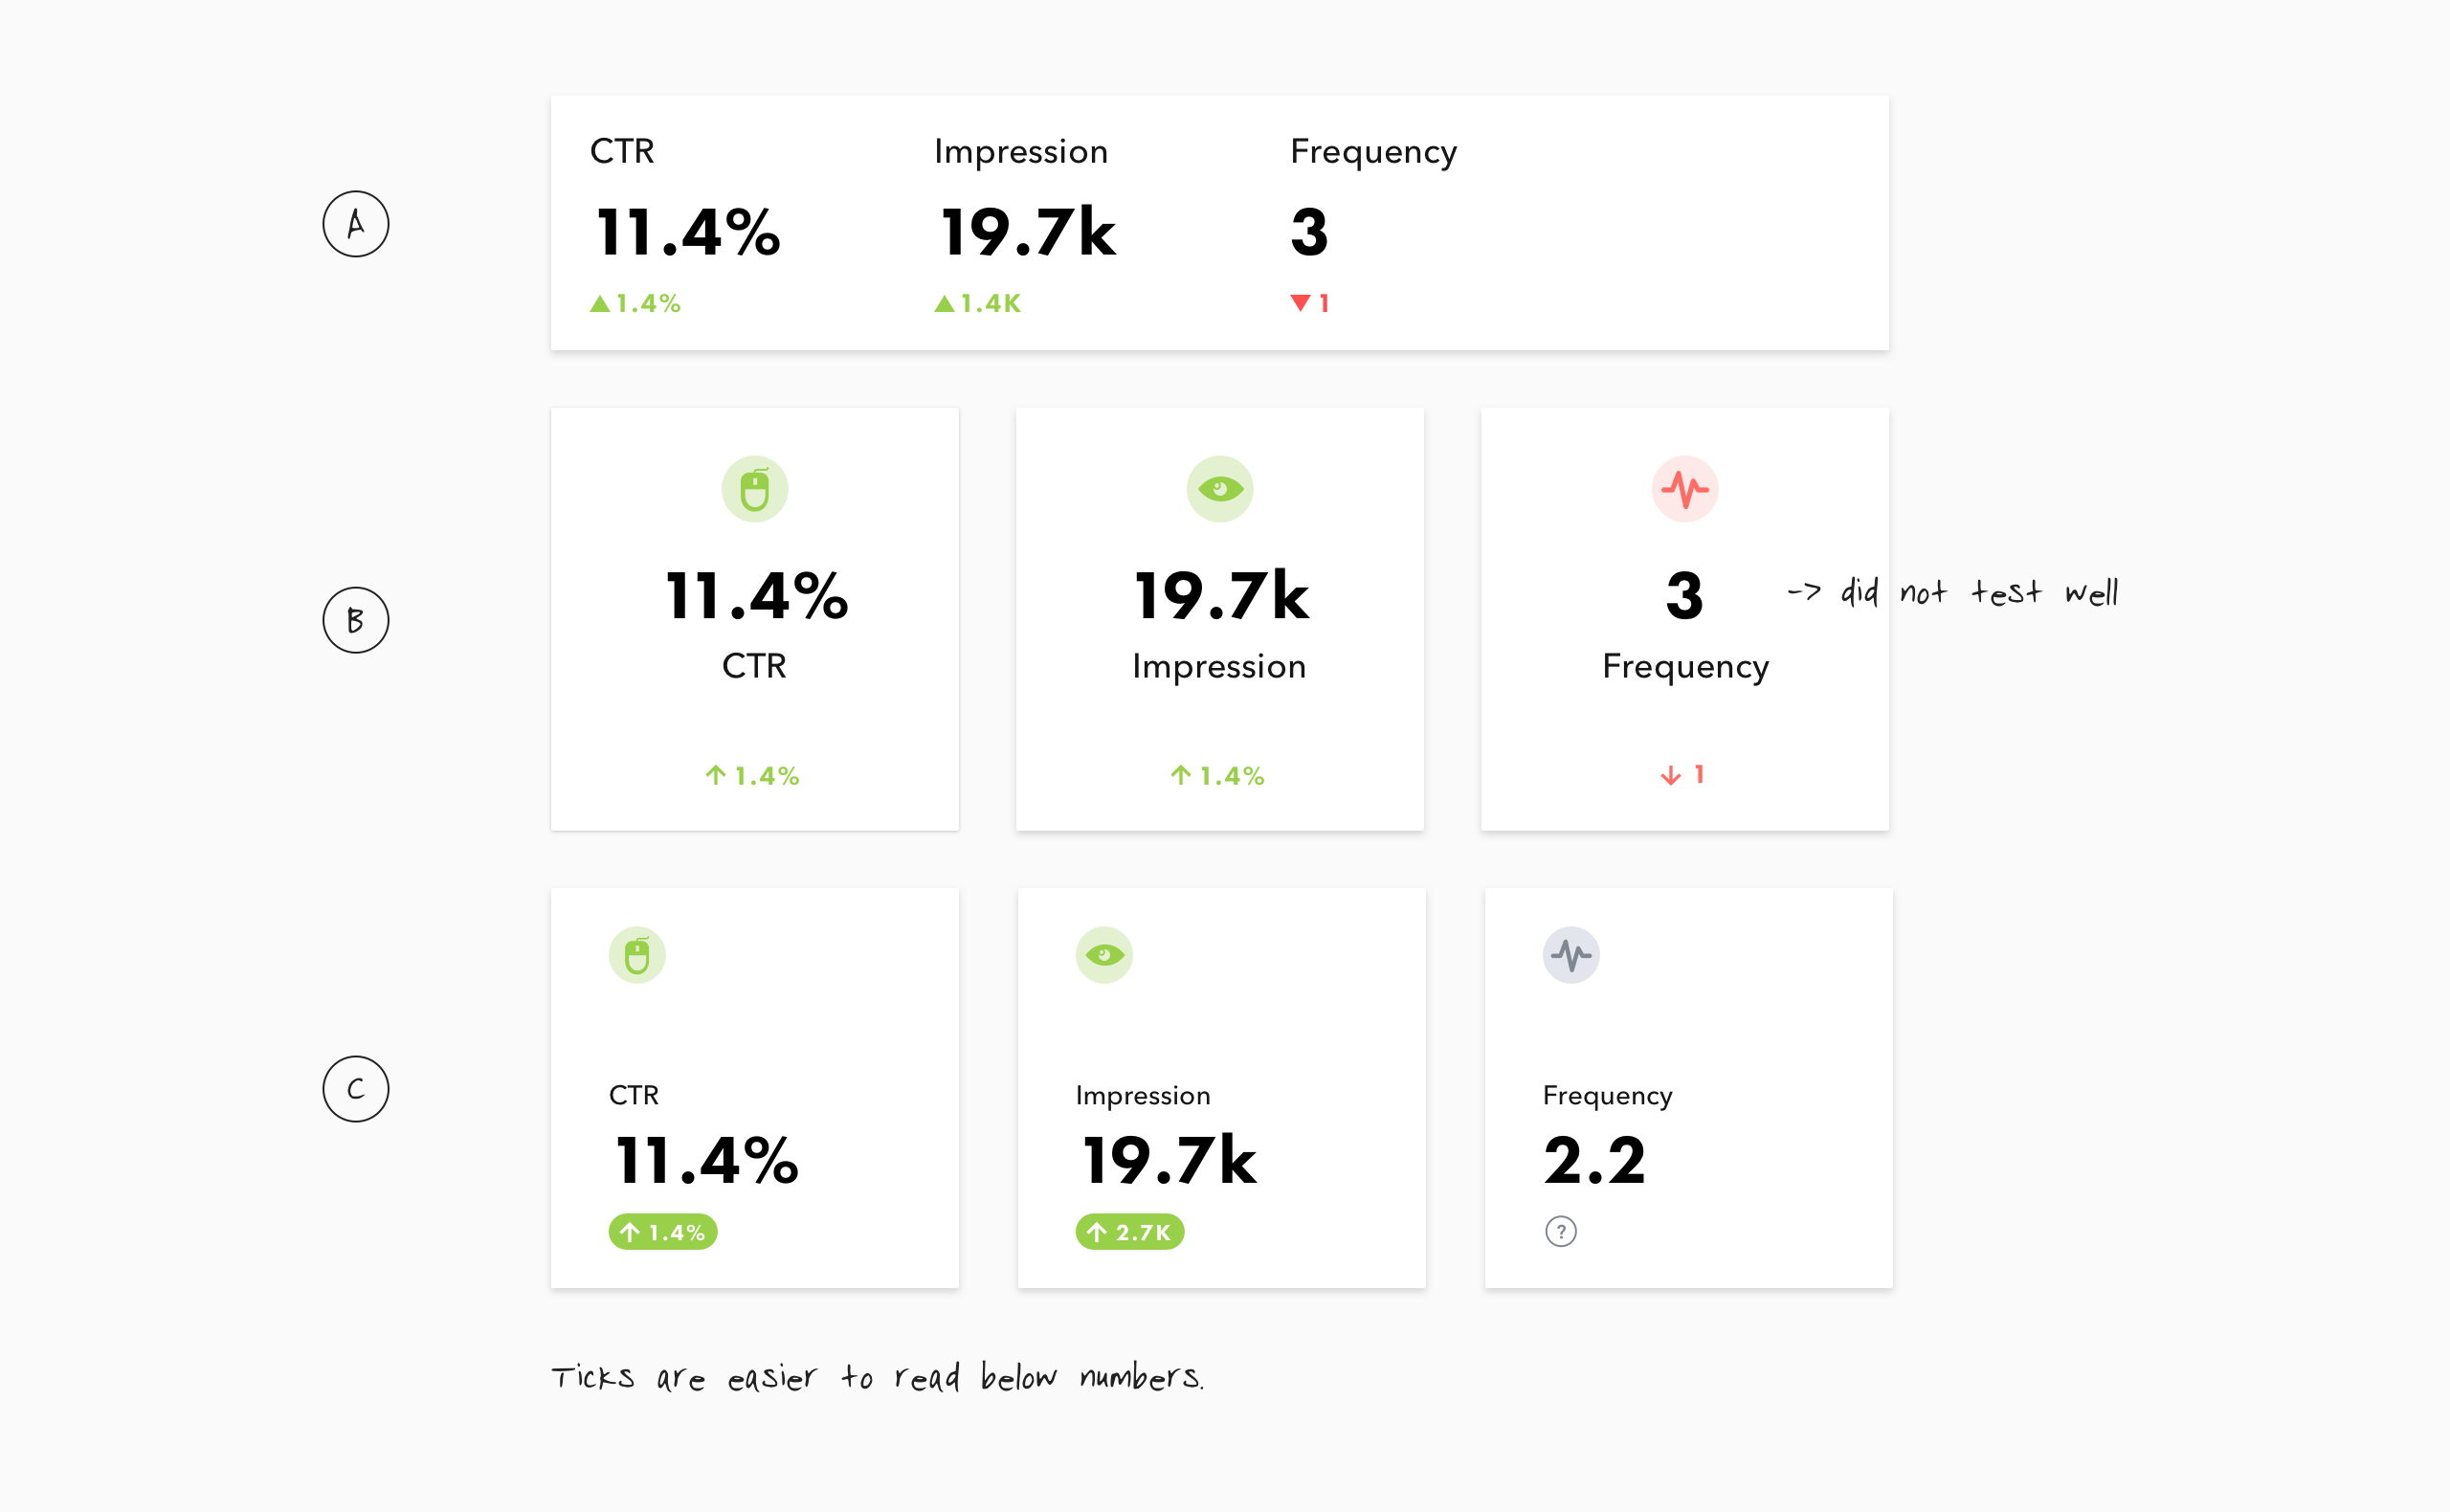 CTR Impression Frequency
A 11.4% 19.7k 3
1.4% 1.4K 1
B 11.4% 19.7k 3 -> did not test well
CTR Impression Frequency
1.4% 1.4% 1
C CTR Impression Frequency
11.4% 19.7k 2.2
1.4% 2.7K ?
Ticks are easier to read below numbers.